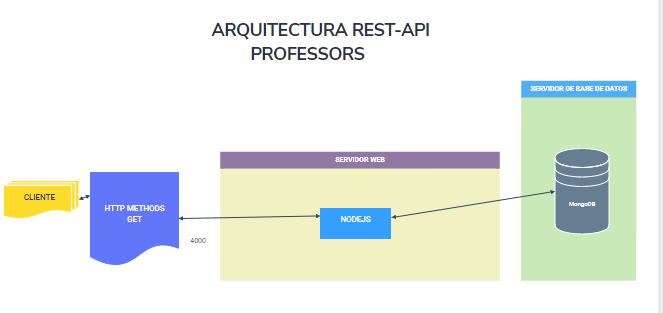 ARQUITECTURA REST-API
PROFESSORS
SERVIDOR DE BASE DE DATOS
SERVIDOR WEB
CLIENTE
HTTP METHODS
GET
NODEJS
MongoDB
4000